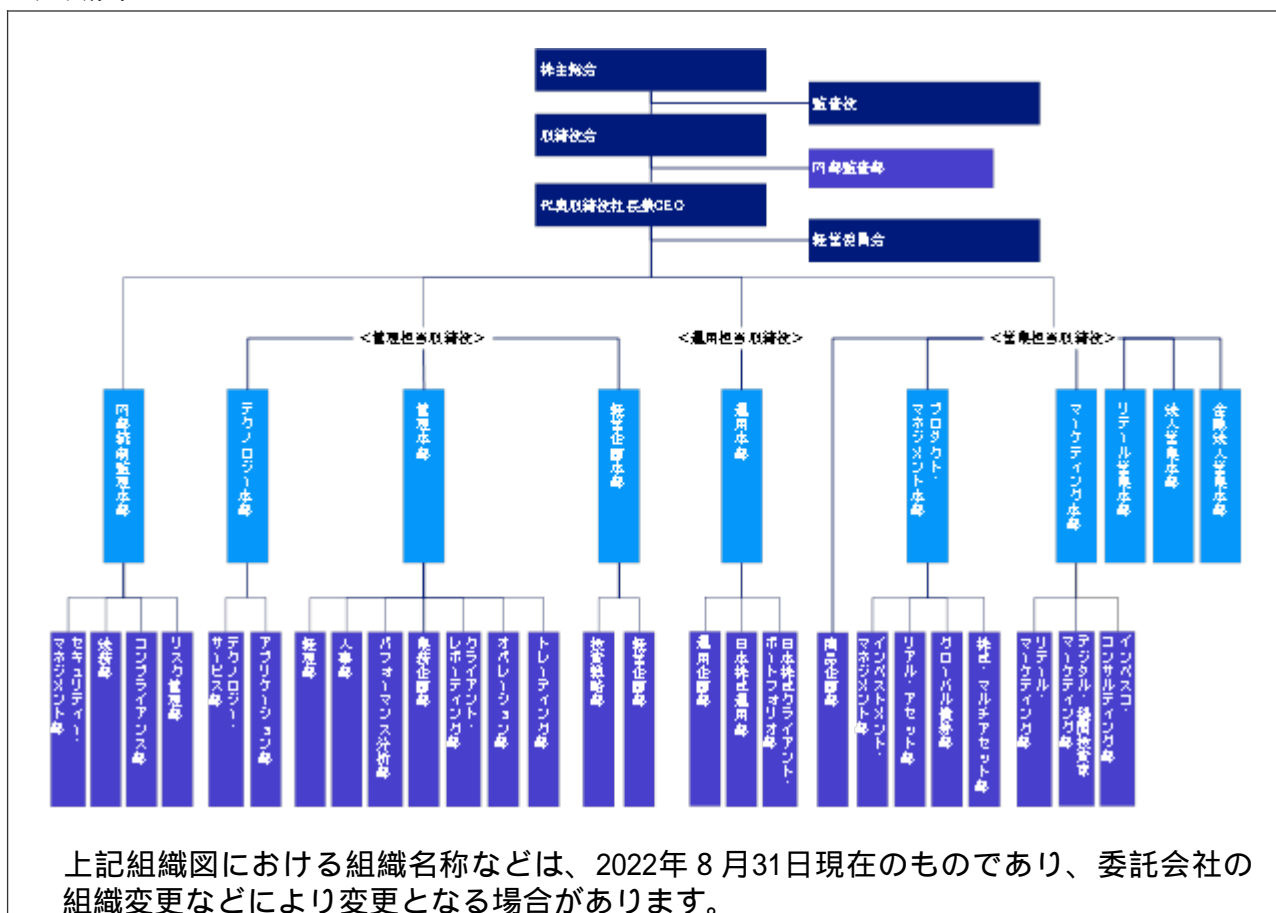 株主総会
監査役
取締役会
内部監査部
代表取締役社長兼CEO
経営委員会
＜管理担当取締役＞
＜運用担当取締役＞
＜営業担当取締役＞
内部統制監理本部
テクノロジー本部
管理本部
経営企画本部
運用本部
プロダクト・
マネジメント本部
マーケティング本部
リテール営業本部
法人営業本部
金融法人営業本部
セキュリティー・
マネジメント部
法務部
コンプライアンス部
リスク管理部
テクノロジー・
サービス部
アプリケーション部
経理部
人事部
パフォーマンス分析部
業務企画部
クライアント・
レポーティング部
オペレーション部
トレーディング部
投資戦略部
経営企画部
運用企画部
日本株式運用部
日本株式クライアント・
ポートフォリオ部
商品企画部
インベストメント・
マネジメント部
リアル・アセット部
グローバル債券部
株式・マルチアセット部
リテール・
マーケティング部
デジタル・機関投資家
マーケティング部
インベスコ・
コンサルティング部
上記組織図における組織名称などは、2022年８月31日現在のものであり、委託会社の
組織変更などにより変更となる場合があります。